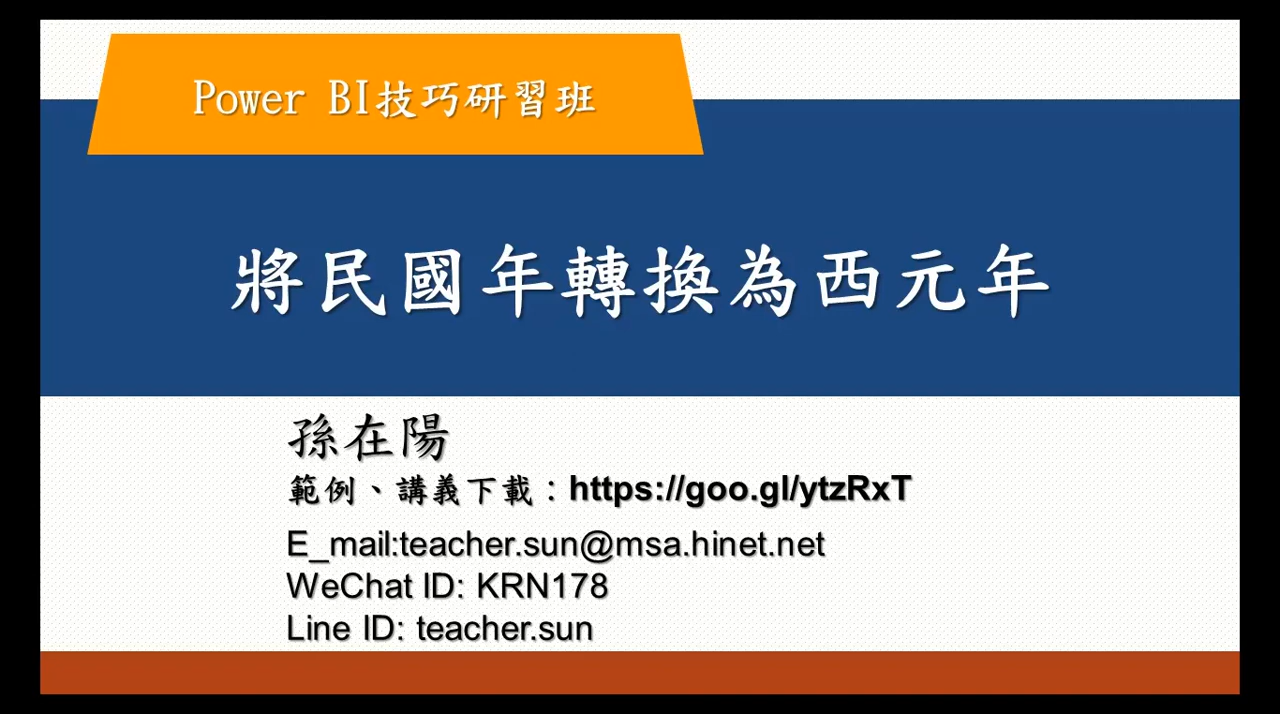 Power BI技巧研習班
將民國年轉換為西元年
孫在陽
範例、講義下載：https://goo.gl/ytzRxT
E_mail:teacher.sun@msa.hinet.net
WeChat ID: KRN178
Line ID: teacher.sun